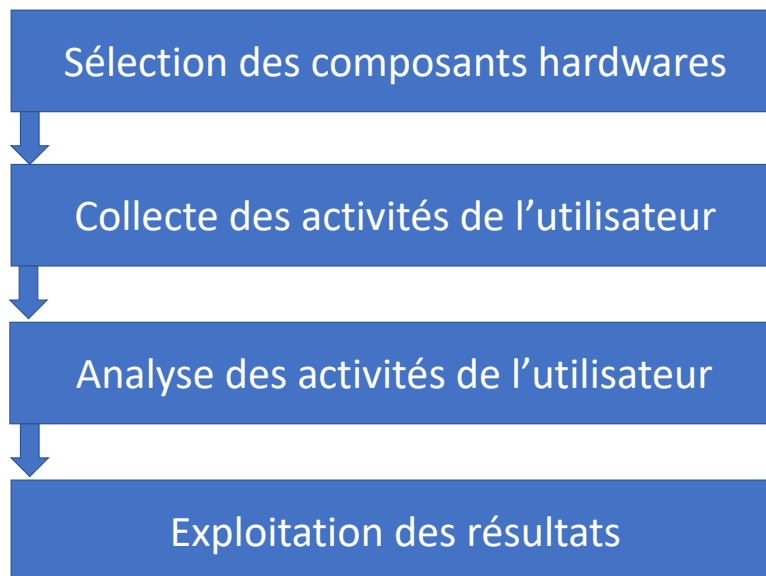 Sélection des composants hardwares
Collecte des activités de l’utilisateur
Analyse des activités de l’utilisateur
Exploitation des résultats